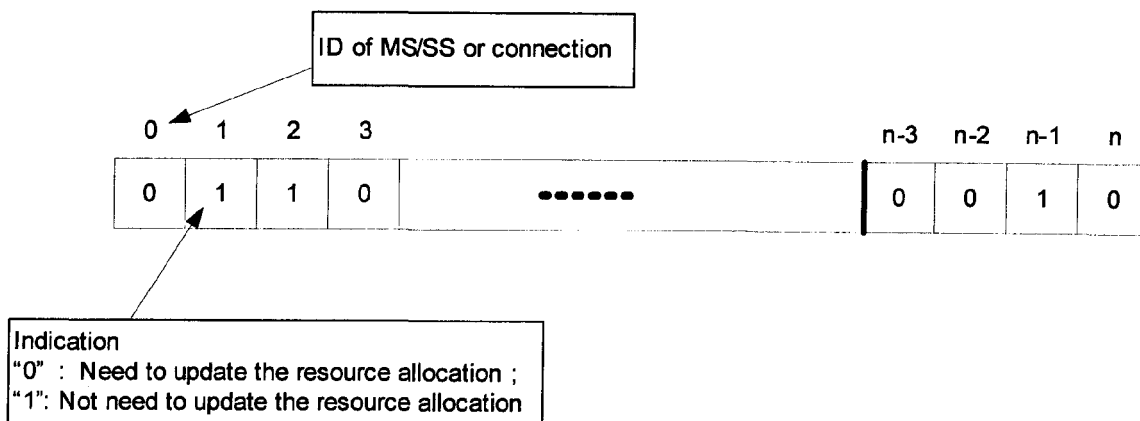 ID of MS/SS or connection
0 1 2 3 n-3 n-2 n-1 n
0 1 1 0 ...... 0 0 1 0
Indication
“0” : Need to update the resource allocation ;
“1”: Not need to update the resource allocation